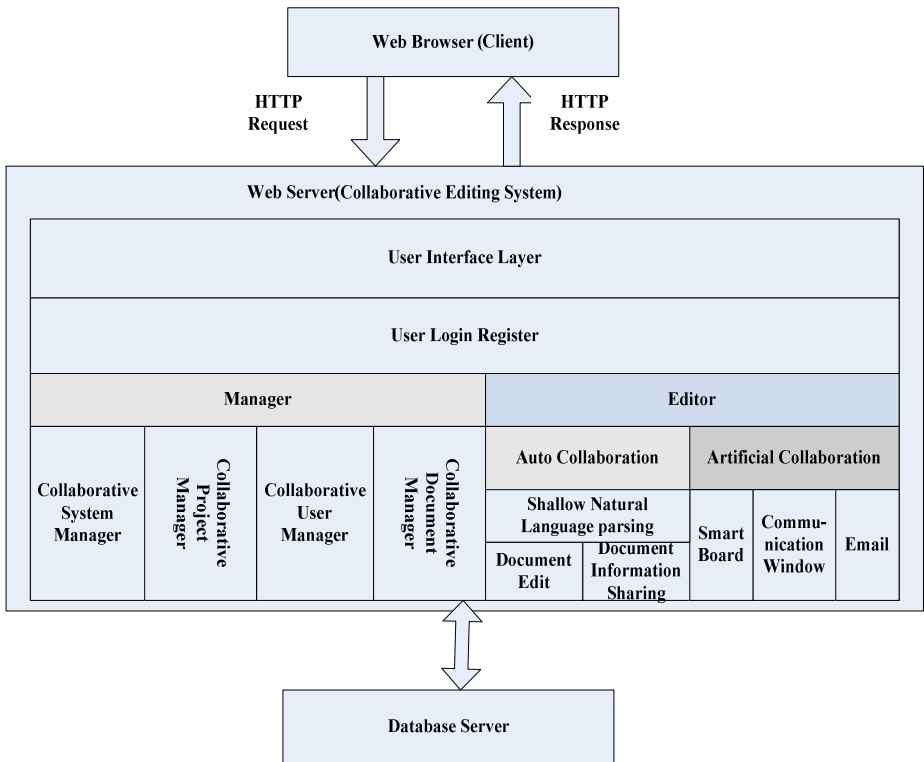 Web Browser (Client)
HTTP
Request
HTTP
Response
Web Server(Collaborative Editing System)
User Interface Layer
User Login Register
Manager
Editor
Collaborative
System
Manager
Collaborative
Project
Manager
Collaborative
User
Manager
Collaborative
Document
Manager
Auto Collaboration
Artificial Collaboration
Shallow Natural
Language parsing
Document
Edit
Document
Information
Sharing
Smart
Board
Commu-
nication
Window
Email
Database Server